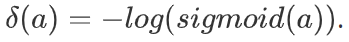 δ(a) = −log(sigmoid(a)).